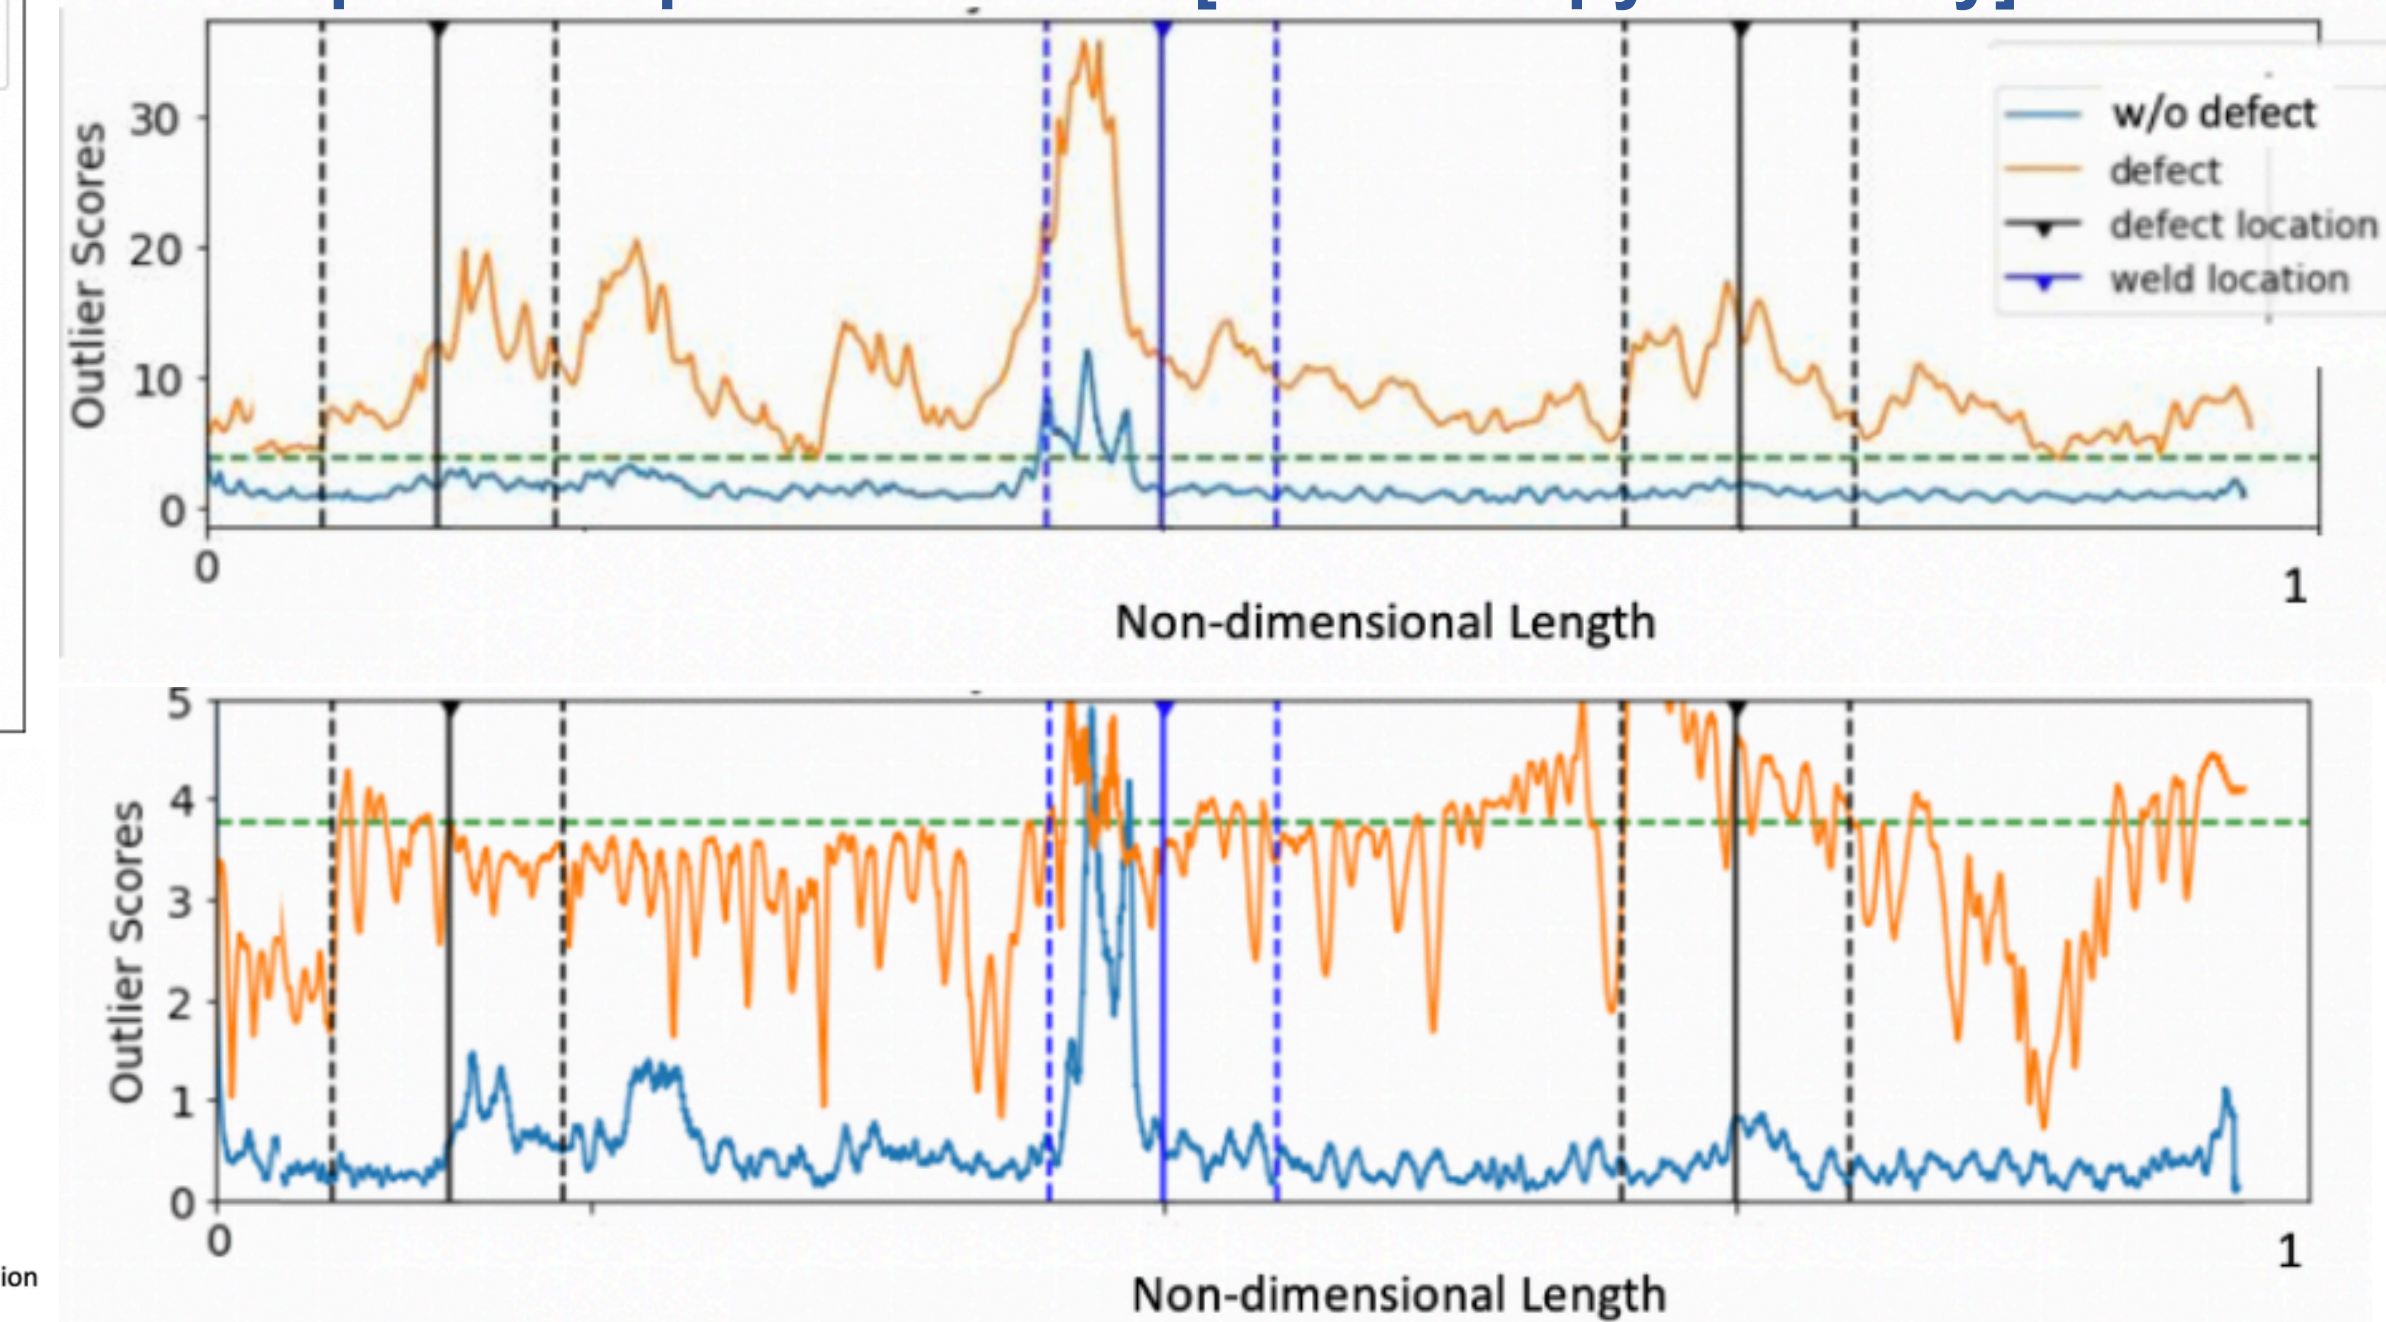 30
20
10
0
Outlier Scores
w/o defect
defect
defect location
weld location
0
1
Non-dimensional Length
5
4
3
2
1
0
Outlier Scores
0
1
ion
Non-dimensional Length